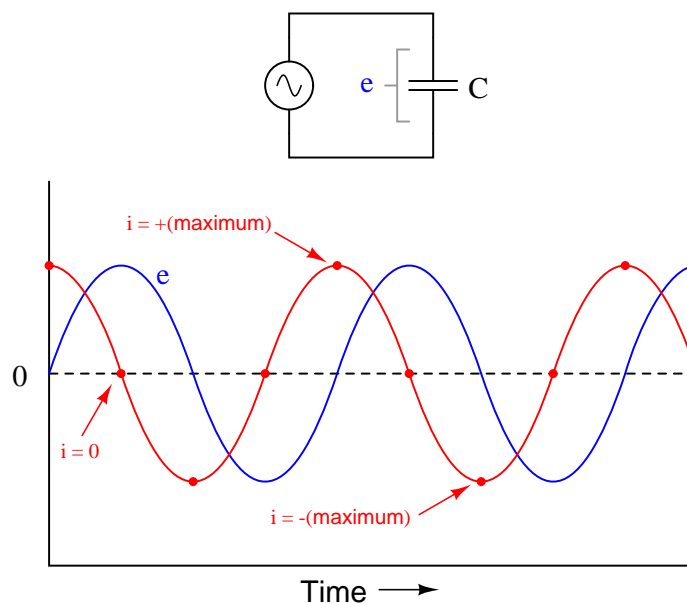 e
C
i = +(maximum)
e
0
i = 0
i = -(maximum)
Time